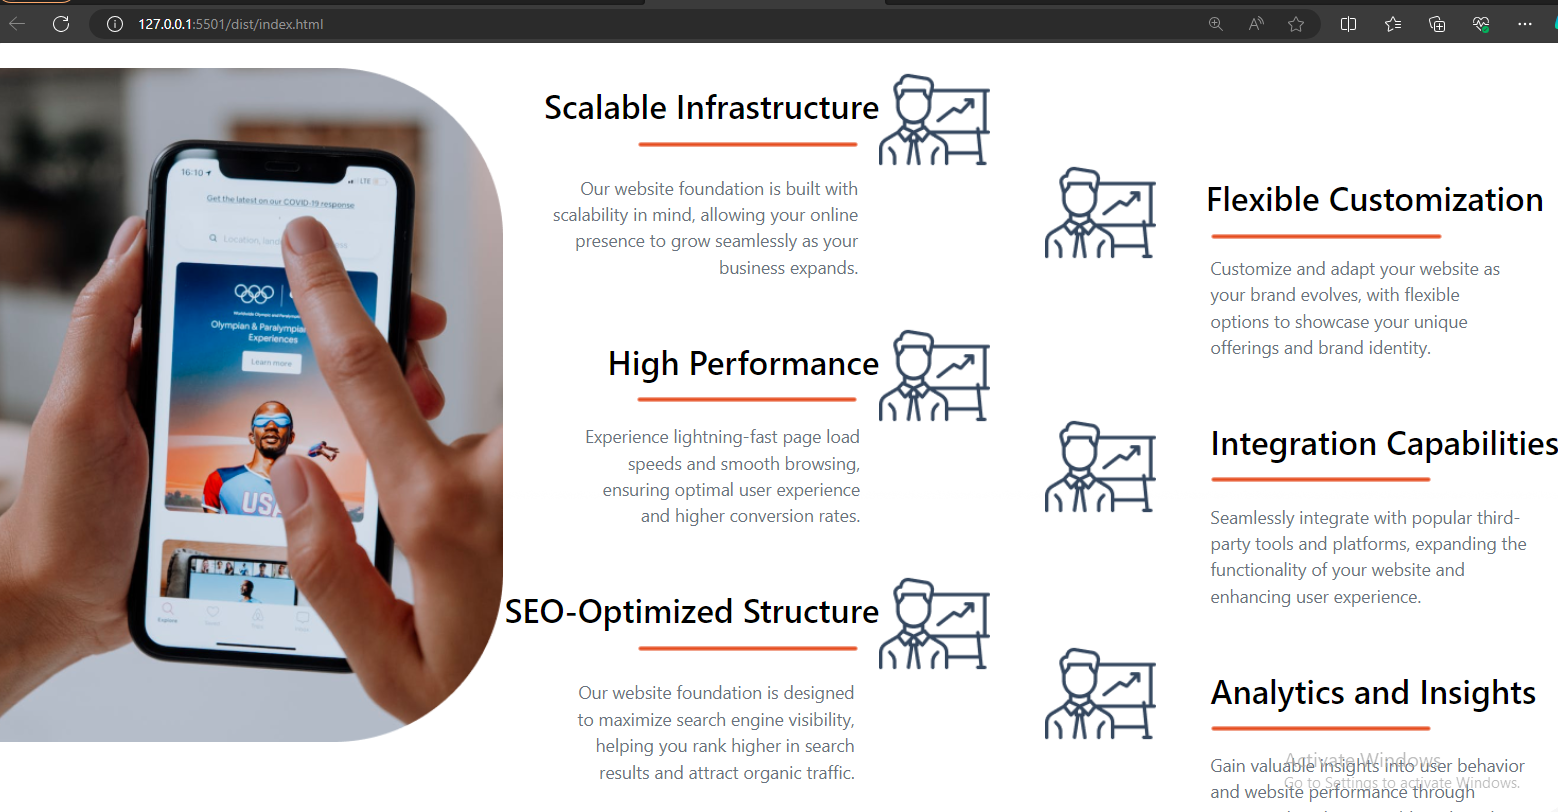 127.0.0.1:5501/dist/index.html
16:10
LTE
Get the latest on our COVID-19 response
Location, land
Worldwide Olympic and Paralympic
Olympian & Paralympian
Experiences
Learn more
USA
Explore
Scalable Infrastructure
Our website foundation is built with
scalability in mind, allowing your online
presence to grow seamlessly as your
business expands.
High Performance
Experience lightning-fast page load
speeds and smooth browsing,
ensuring optimal user experience
and higher conversion rates.
SEO-Optimized Structure
Our website foundation is designed
to maximize search engine visibility,
helping you rank higher in search
results and attract organic traffic.
Flexible Customization
Customize and adapt your website as
your brand evolves, with flexible
options to showcase your unique
offerings and brand identity.
Integration Capabilities
Seamlessly integrate with popular third-
party tools and platforms, expanding the
functionality of your website and
enhancing user experience.
Analytics and Insights
Gain valuable insights into user behavior
and website performance through
Activate Windows
Go to Settings to activate Windows.